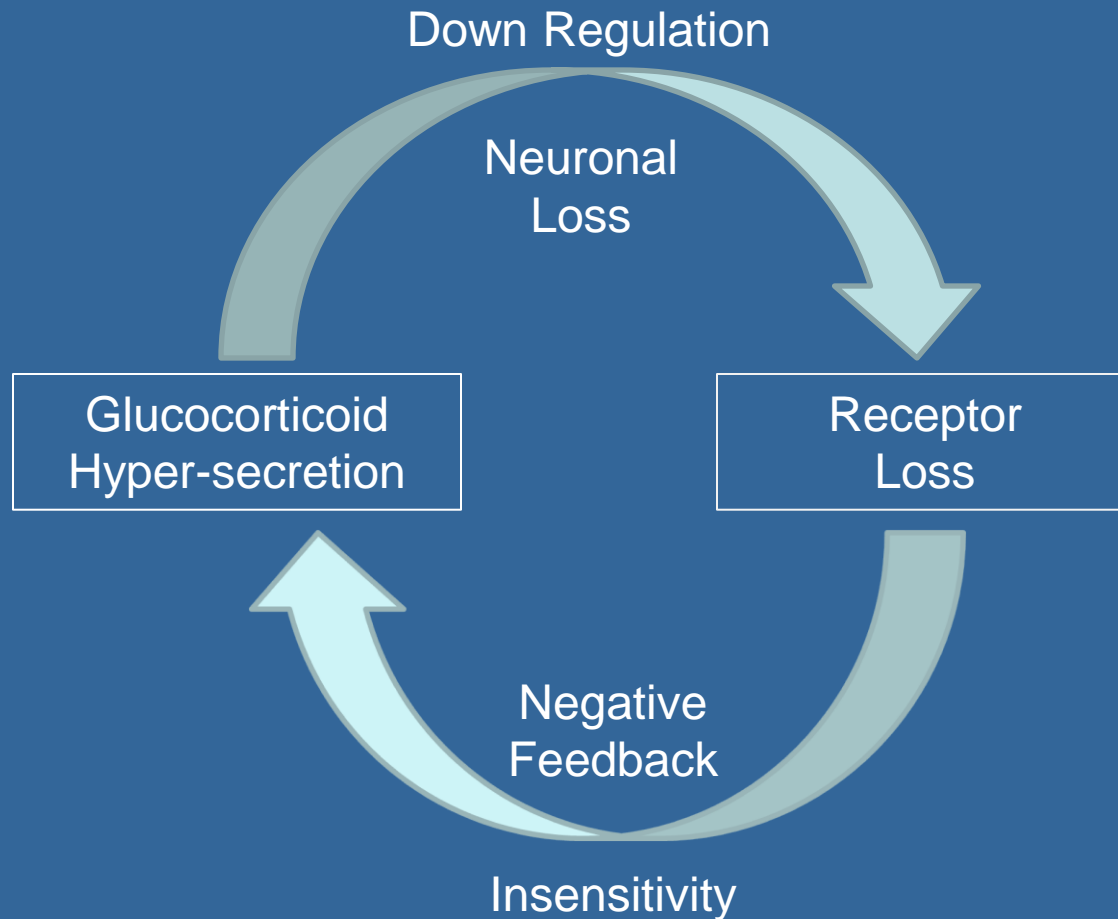 Down Regulation
Neuronal
Loss
Glucocorticoid
Hyper-secretion
Receptor
Loss
Negative
Feedback
Insensitivity